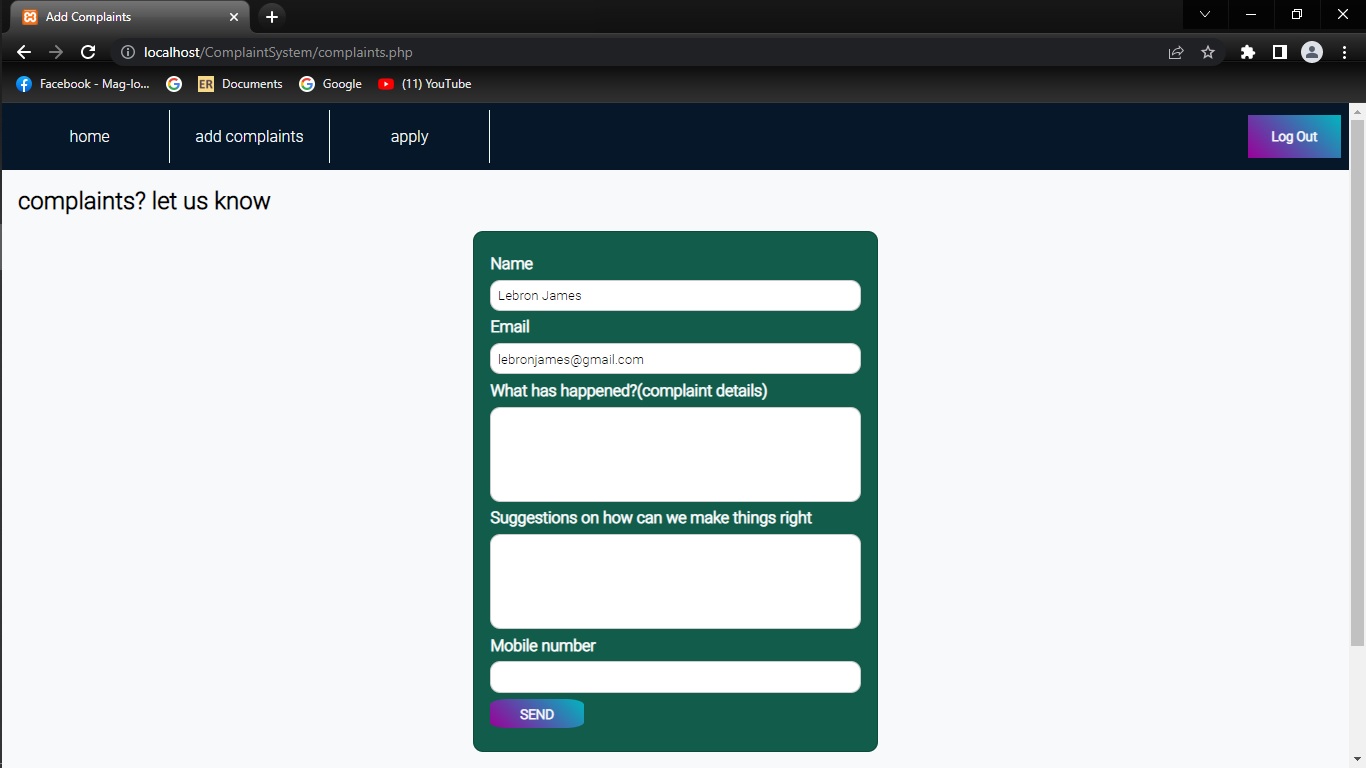 Add Complaints
localhost/ComplaintSystem/complaints.php
Facebook - Mag-lo... ER Documents Google (11) YouTube
home add complaints apply Log Out
complaints? let us know
Name
Lebron James
Email
lebronjames@gmail.com
What has happened?(complaint details)
Suggestions on how can we make things right
Mobile number
SEND